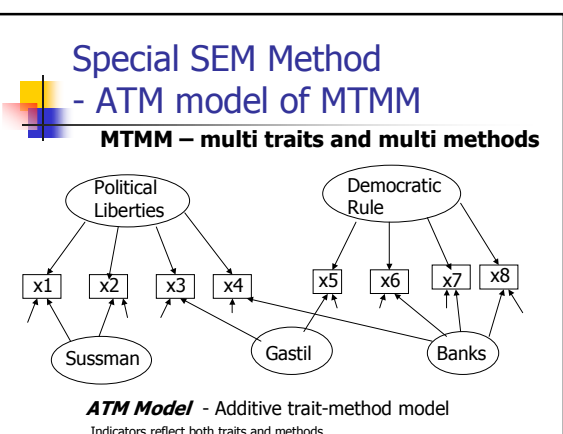 Special SEM Method
- ATM model of MTMM
MTMM – multi traits and multi methods
Political
Liberties
Democratic
Rule
x1 x2 x3 x4 x5 x6 x7 x8
Sussman Gastil Banks
ATM Model - Additive trait-method model
Indicators reflect both traits and methods